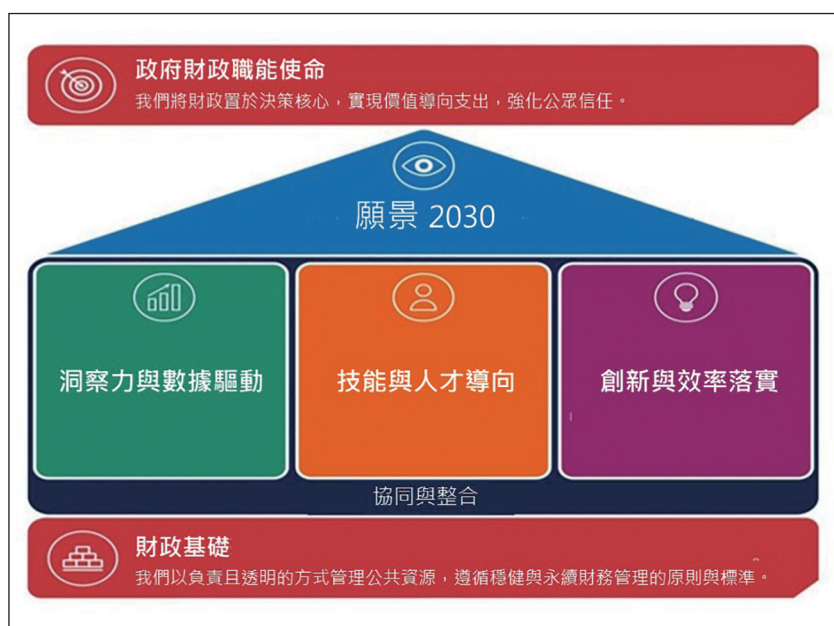 政府財政職能使命
我們將財政置於決策核心，實現價值導向支出，強化公眾信任。
願景 2030
洞察力與數據驅動
技能與人才導向
創新與效率落實
協同與整合
財政基礎
我們以負責且透明的方式管理公共資源，遵循穩健與永續財務管理的原則與標準。